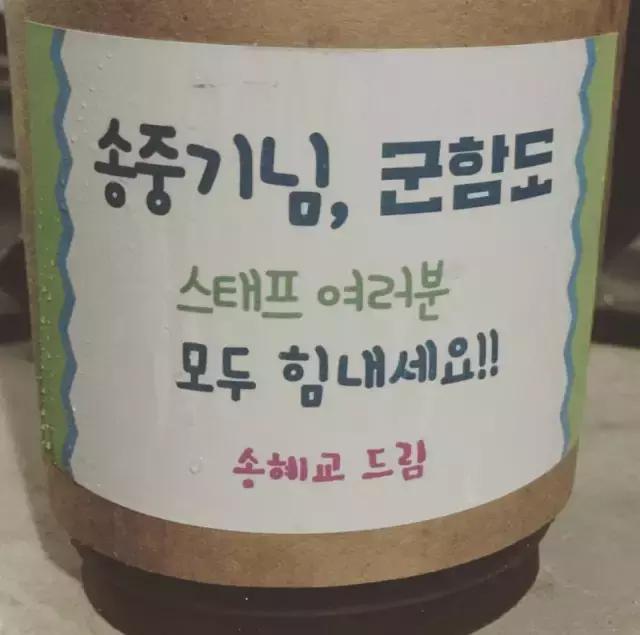 송중기님, 군함도
스태프 여러분
모두 힘내세요!!
송혜교 드림